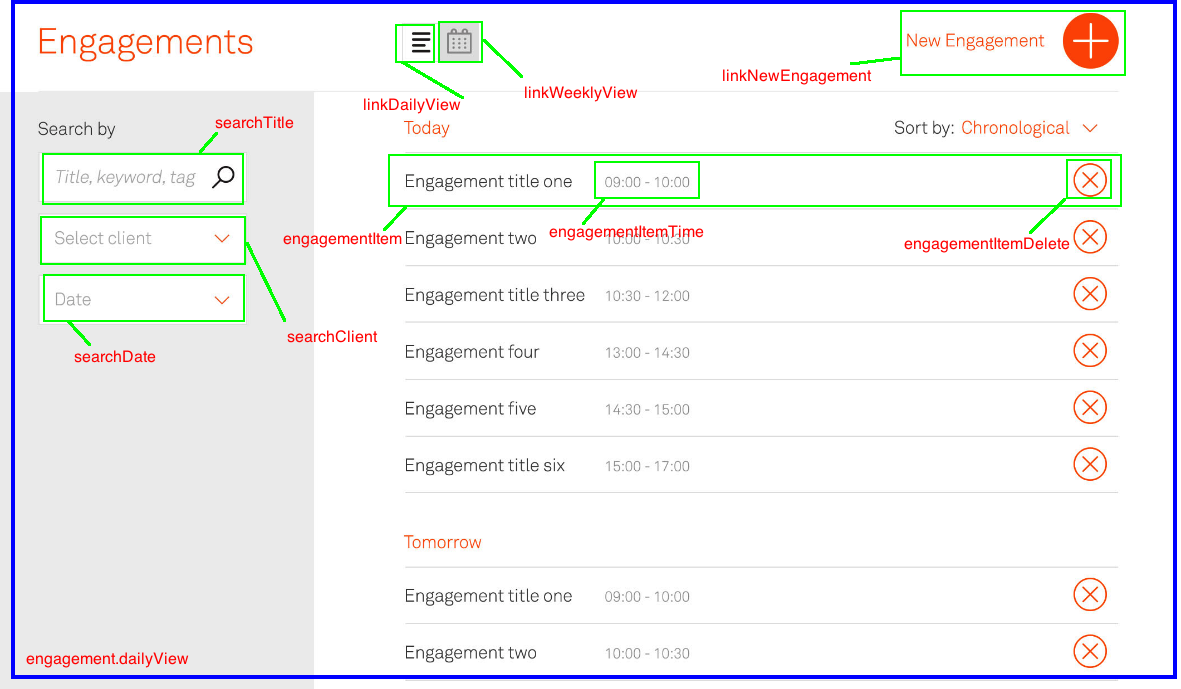 Engagements
New Engagement
linkNewEngagement
linkDailyView
linkWeeklyView
Search by
searchTitle
Title, keyword, tag
Select client
Date
searchClient
searchDate
Today
Sort by: Chronological
Engagement title one 09:00 - 10:00
engagementItem
engagementItemTime
engagementItemDelete
Engagement two 10:00 - 10:30
Engagement title three 10:30 - 12:00
Engagement four 13:00 - 14:30
Engagement five 14:30 - 15:00
Engagement title six 15:00 - 17:00
Tomorrow
Engagement title one 09:00 - 10:00
Engagement two 10:00 - 10:30
engagement.dailyView